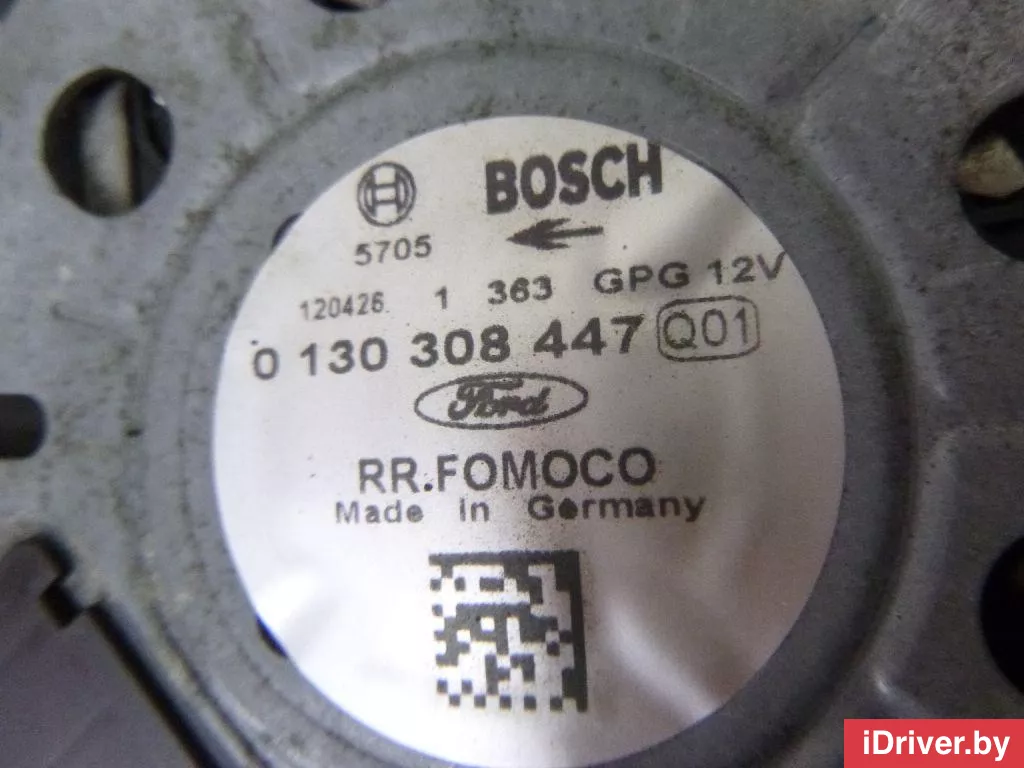 BOSCH
5705
120426. 1 363 GPG 12V
0 130 308 447 Q01
Ford
RR.FOMOCO
Made in Germany
iDriver.by